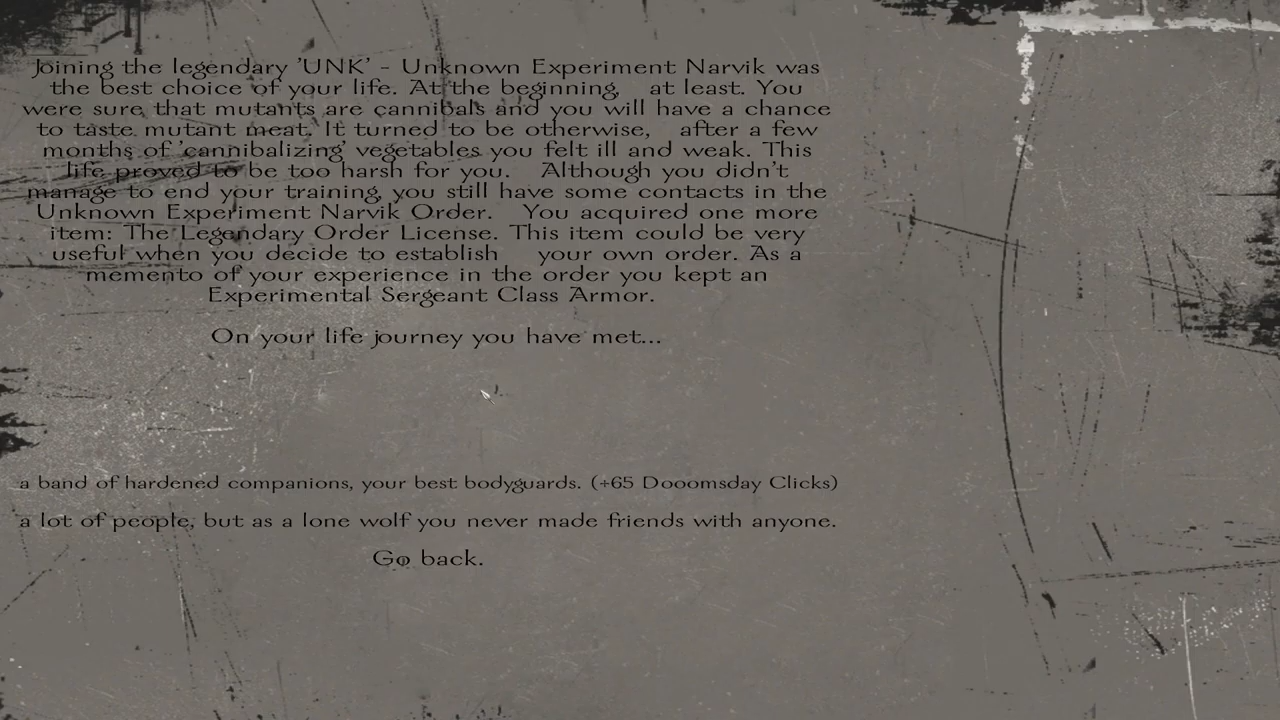 Joining the legendary 'UNK' - Unknown Experiment Narvik was
the best choice of your life. At the beginning, at least. You
were sure that mutants are cannibals and you will have a chance
to taste mutant meat. It turned to be otherwise, after a few
months of 'cannibalizing' vegetables you felt ill and weak. This
life proved to be too harsh for you. Although you didn't
manage to end your training, you still have some contacts in the
Unknown Experiment Narvik Order. You acquired one more
item: The Legendary Order License. This item could be very
useful when you decide to establish your own order. As a
memento of your experience in the order you kept an
Experimental Sergeant Class Armor.
On your life journey you have met...
a band of hardened companions, your best bodyguards. (+65 Dooomsday Clicks)
a lot of people, but as a lone wolf you never made friends with anyone.
Go back.